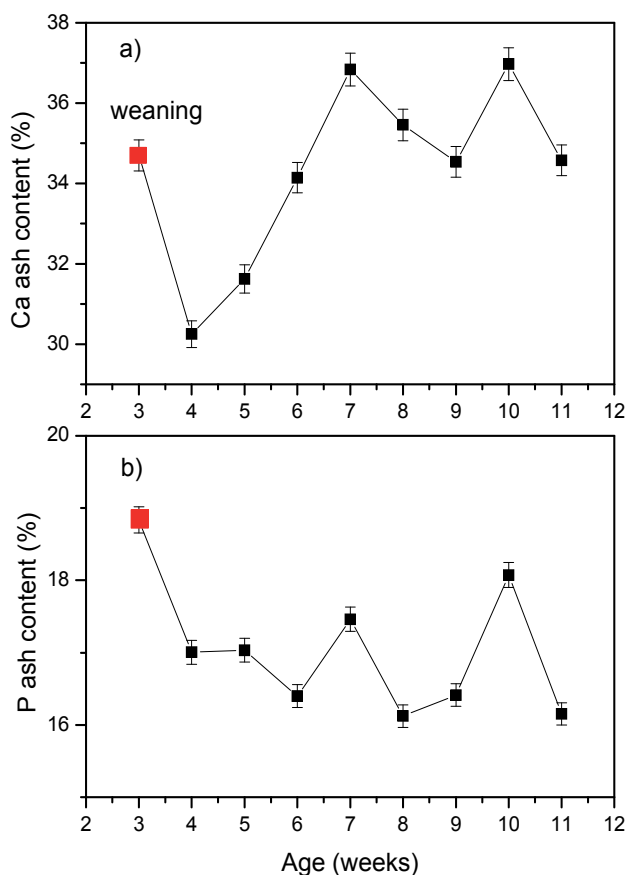 a)
weaning
Ca ash content (%)
38
36
34
32
30
2 3 4 5 6 7 8 9 10 11 12
b)
P ash content (%)
20
18
16
2 3 4 5 6 7 8 9 10 11 12
Age (weeks)